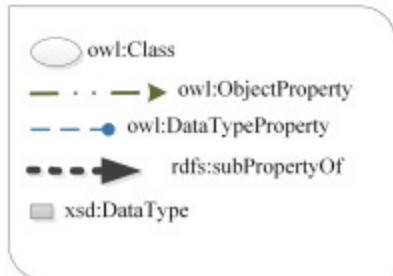 owl:Class
owl:ObjectProperty
owl:DataTypeProperty
rdfs:subPropertyOf
xsd:DataType